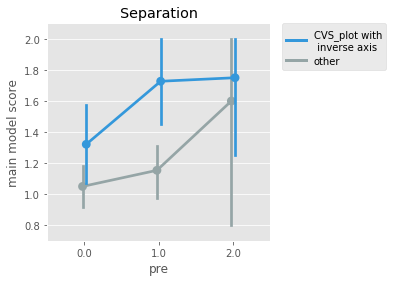 Separation
CVS_plot with
inverse axis
other
main model score
2.0
1.8
1.6
1.4
1.2
1.0
0.8
0.0
1.0
2.0
pre